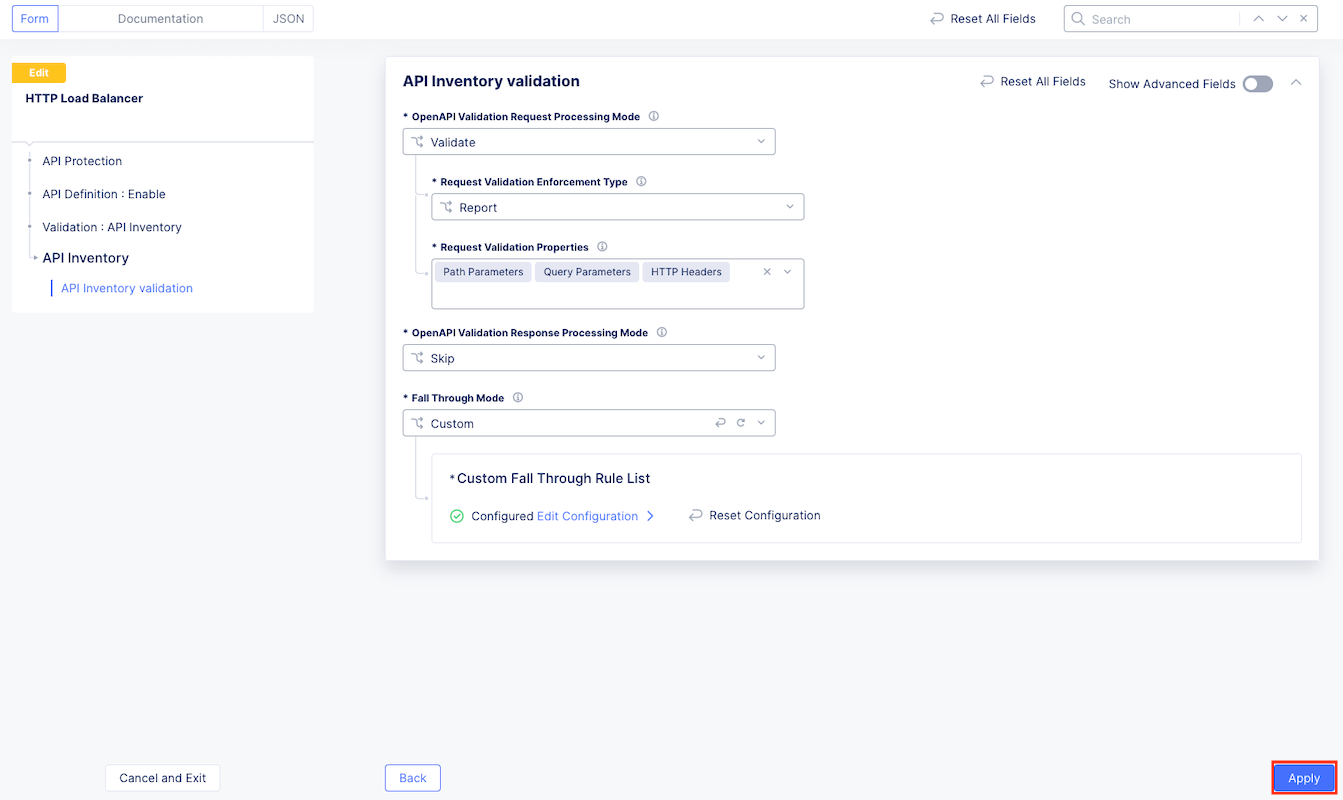 Form
Documentation
JSON
Reset All Fields
Search
Edit
HTTP Load Balancer
API Protection
API Definition : Enable
Validation : API Inventory
API Inventory
API Inventory validation
API Inventory validation
Reset All Fields
Show Advanced Fields
* OpenAPI Validation Request Processing Mode
Validate
* Request Validation Enforcement Type
Report
* Request Validation Properties
Path Parameters Query Parameters HTTP Headers
* OpenAPI Validation Response Processing Mode
Skip
* Fall Through Mode
Custom
*Custom Fall Through Rule List
Configured Edit Configuration
Reset Configuration
Cancel and Exit
Back
Apply